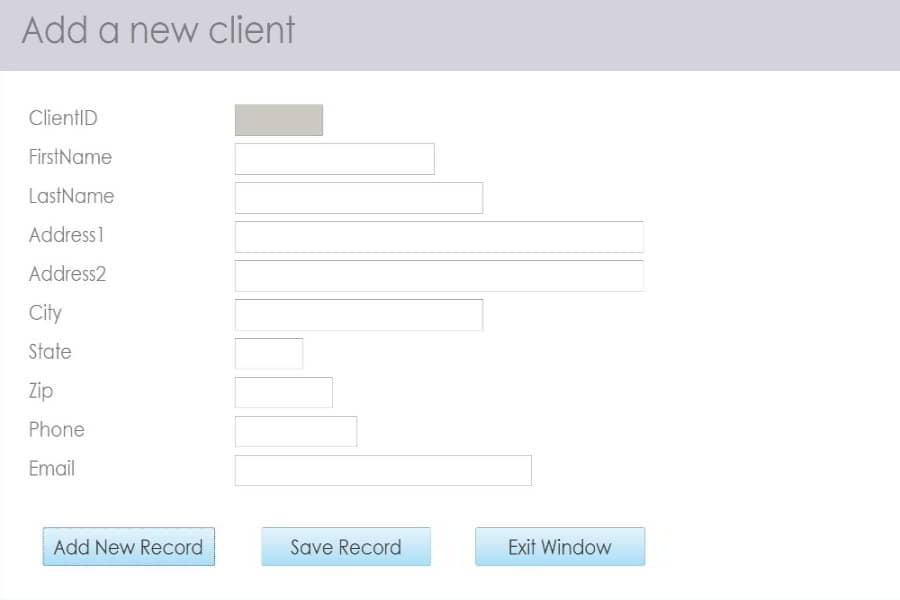 Add a new client
ClientID
FirstName
LastName
Address1
Address2
City
State
Zip
Phone
Email
Add New Record Save Record Exit Window